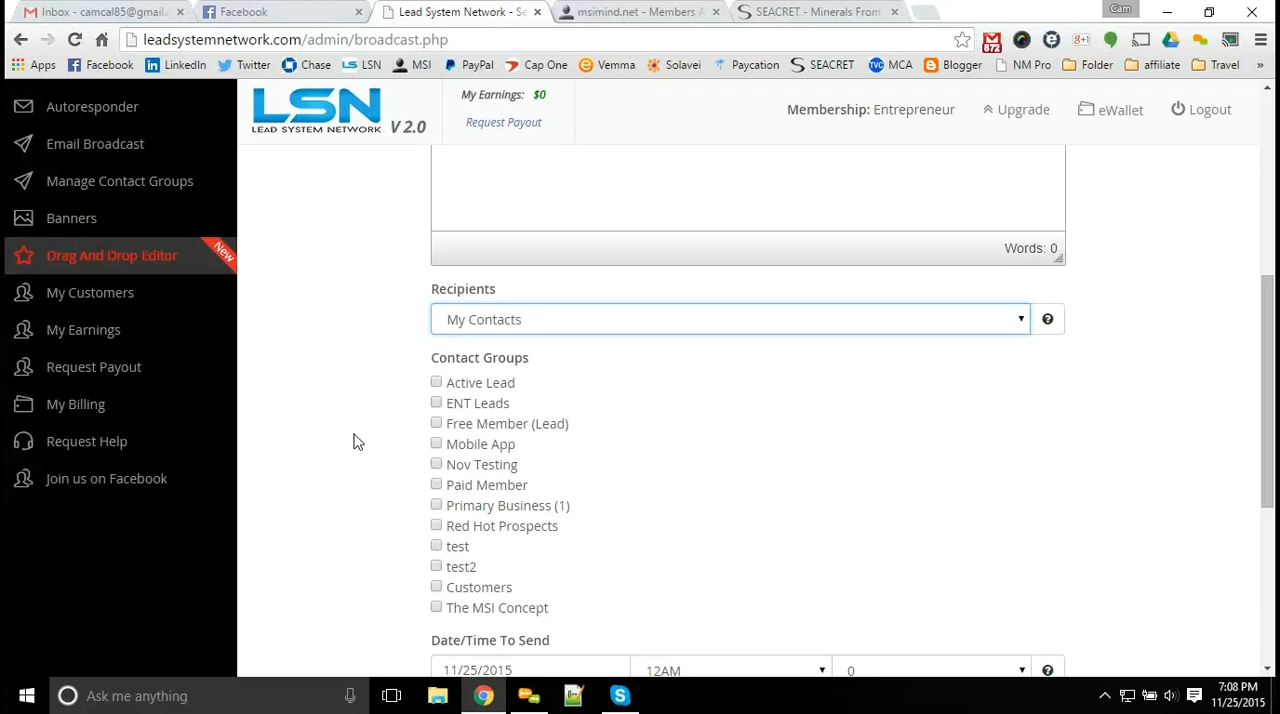 Inbox - camcal85@gmail. Facebook Lead System Network - Se msimind.net - Members A SEACRET - Minerals From Cam
leadsystemnetwork.com/admin/broadcast.php 872 g+1
Apps Facebook LinkedIn Twitter Chase LSN MSI PayPal Cap One Vemma Solavei Paycation SEACRET TVC MCA Blogger NM Pro Folder affiliate Travel »
Autoresponder
Email Broadcast
Manage Contact Groups
Banners
Drag And Drop Editor New
My Customers
My Earnings
Request Payout
My Billing
Request Help
Join us on Facebook
LSN
LEAD SYSTEM NETWORK V 2.0
My Earnings: $0
Request Payout
Membership: Entrepreneur Upgrade eWallet Logout
Words: 0
Recipients
My Contacts
Contact Groups
Active Lead
ENT Leads
Free Member (Lead)
Mobile App
Nov Testing
Paid Member
Primary Business (1)
Red Hot Prospects
test
test2
Customers
The MSI Concept
Date/Time To Send
11/25/2015 12AM 0
Ask me anything
7:08 PM
11/25/2015